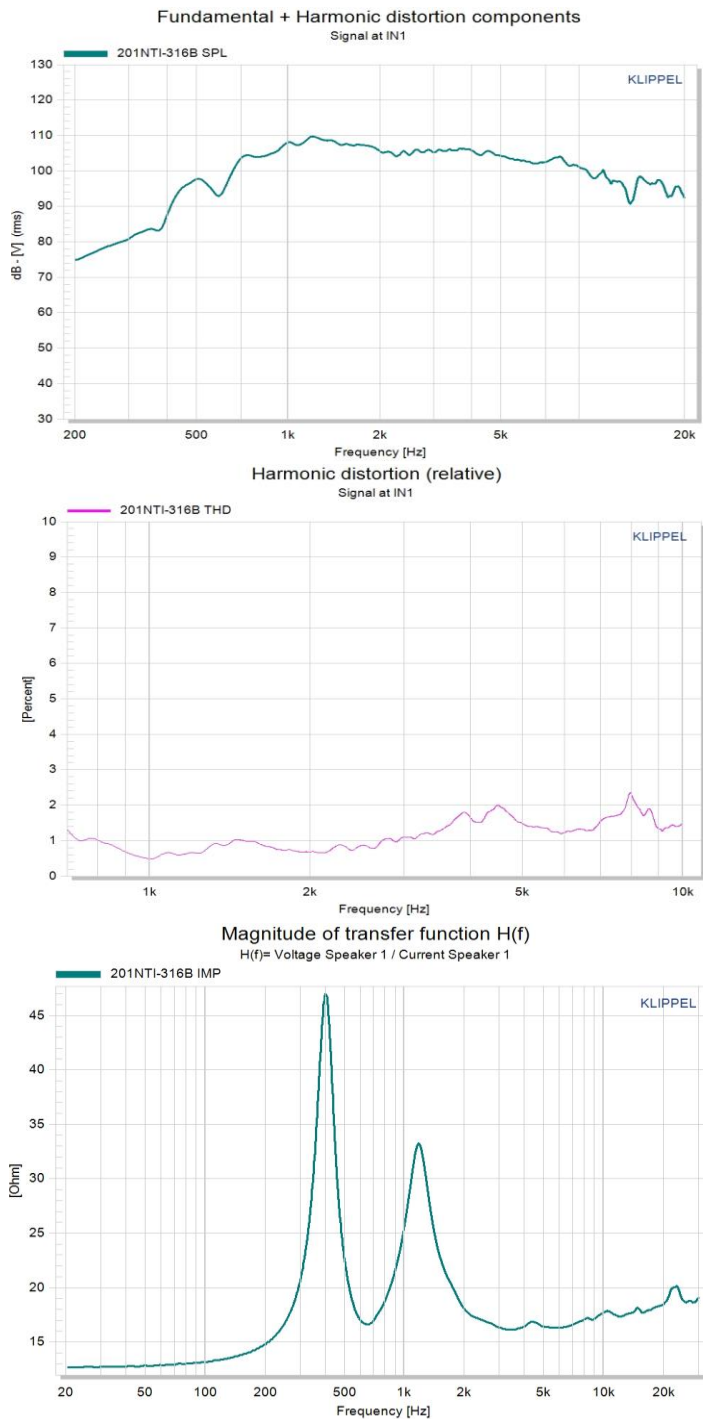 Fundamental + Harmonic distortion components
Signal at IN1
201NTI-316B SPL
KLIPPEL
130
120
110
100
90
80
70
60
50
40
30
dB - [V] (rms)
200 500 1k 2k 5k 20k
Frequency [Hz]
Harmonic distortion (relative)
Signal at IN1
201NTI-316B THD
KLIPPEL
10
9
8
7
6
5
4
3
2
1
0
[Percent]
1k 2k 5k 10k
Frequency [Hz]
Magnitude of transfer function H(f)
H(f)= Voltage Speaker 1 / Current Speaker 1
201NTI-316B IMP
KLIPPEL
45
40
35
30
25
20
15
[Ohm]
20 50 100 200 500 1k 2k 5k 10k 20k
Frequency [Hz]